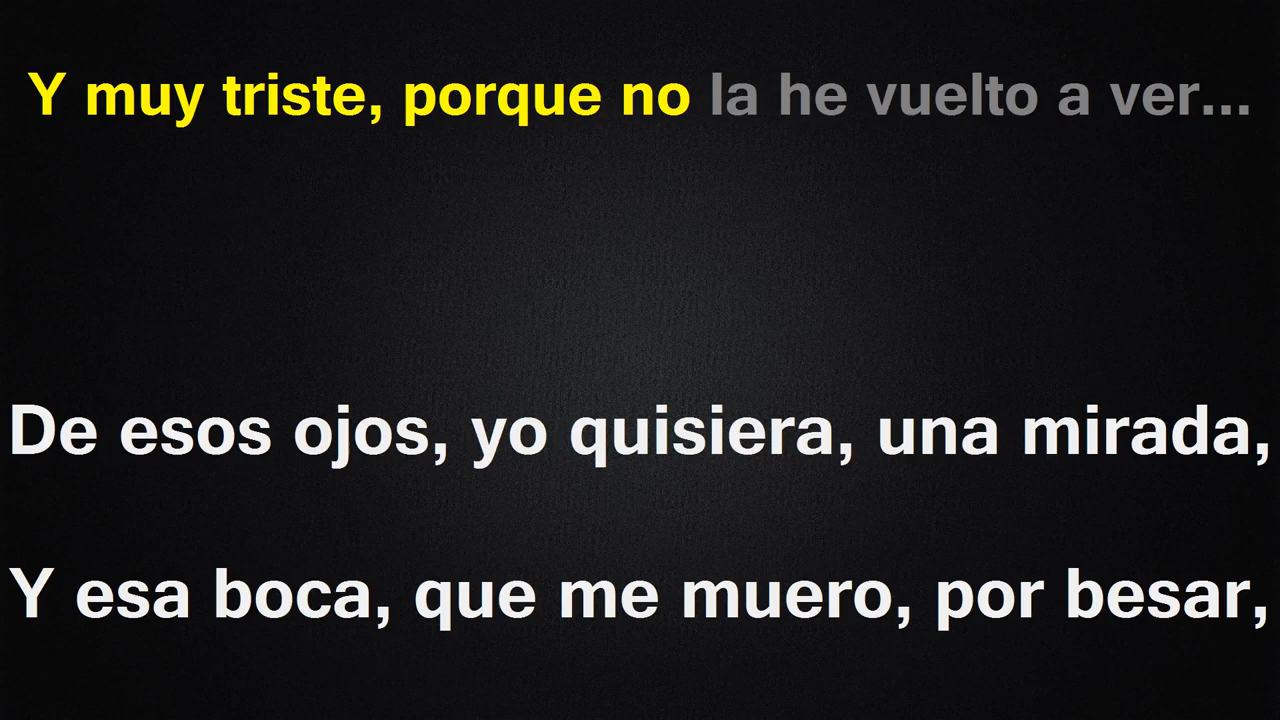 Y muy triste, porque no la he vuelto a ver...
De esos ojos, yo quisiera, una mirada,
Y esa boca, que me muero, por besar,